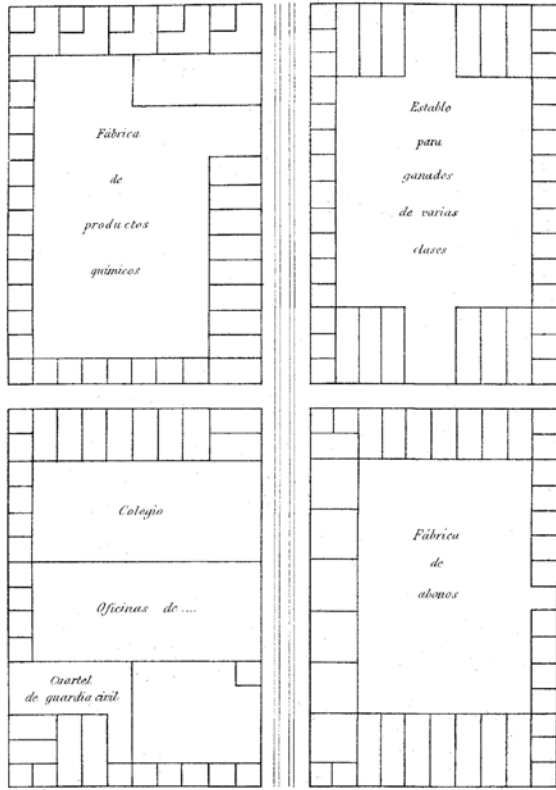 Fábrica
de
productos
químicos
Establo
para
ganados
de varias
clases
Colegio
Oficinas de ....
Cuartel
de guardia civil
Fábrica
de
abonos